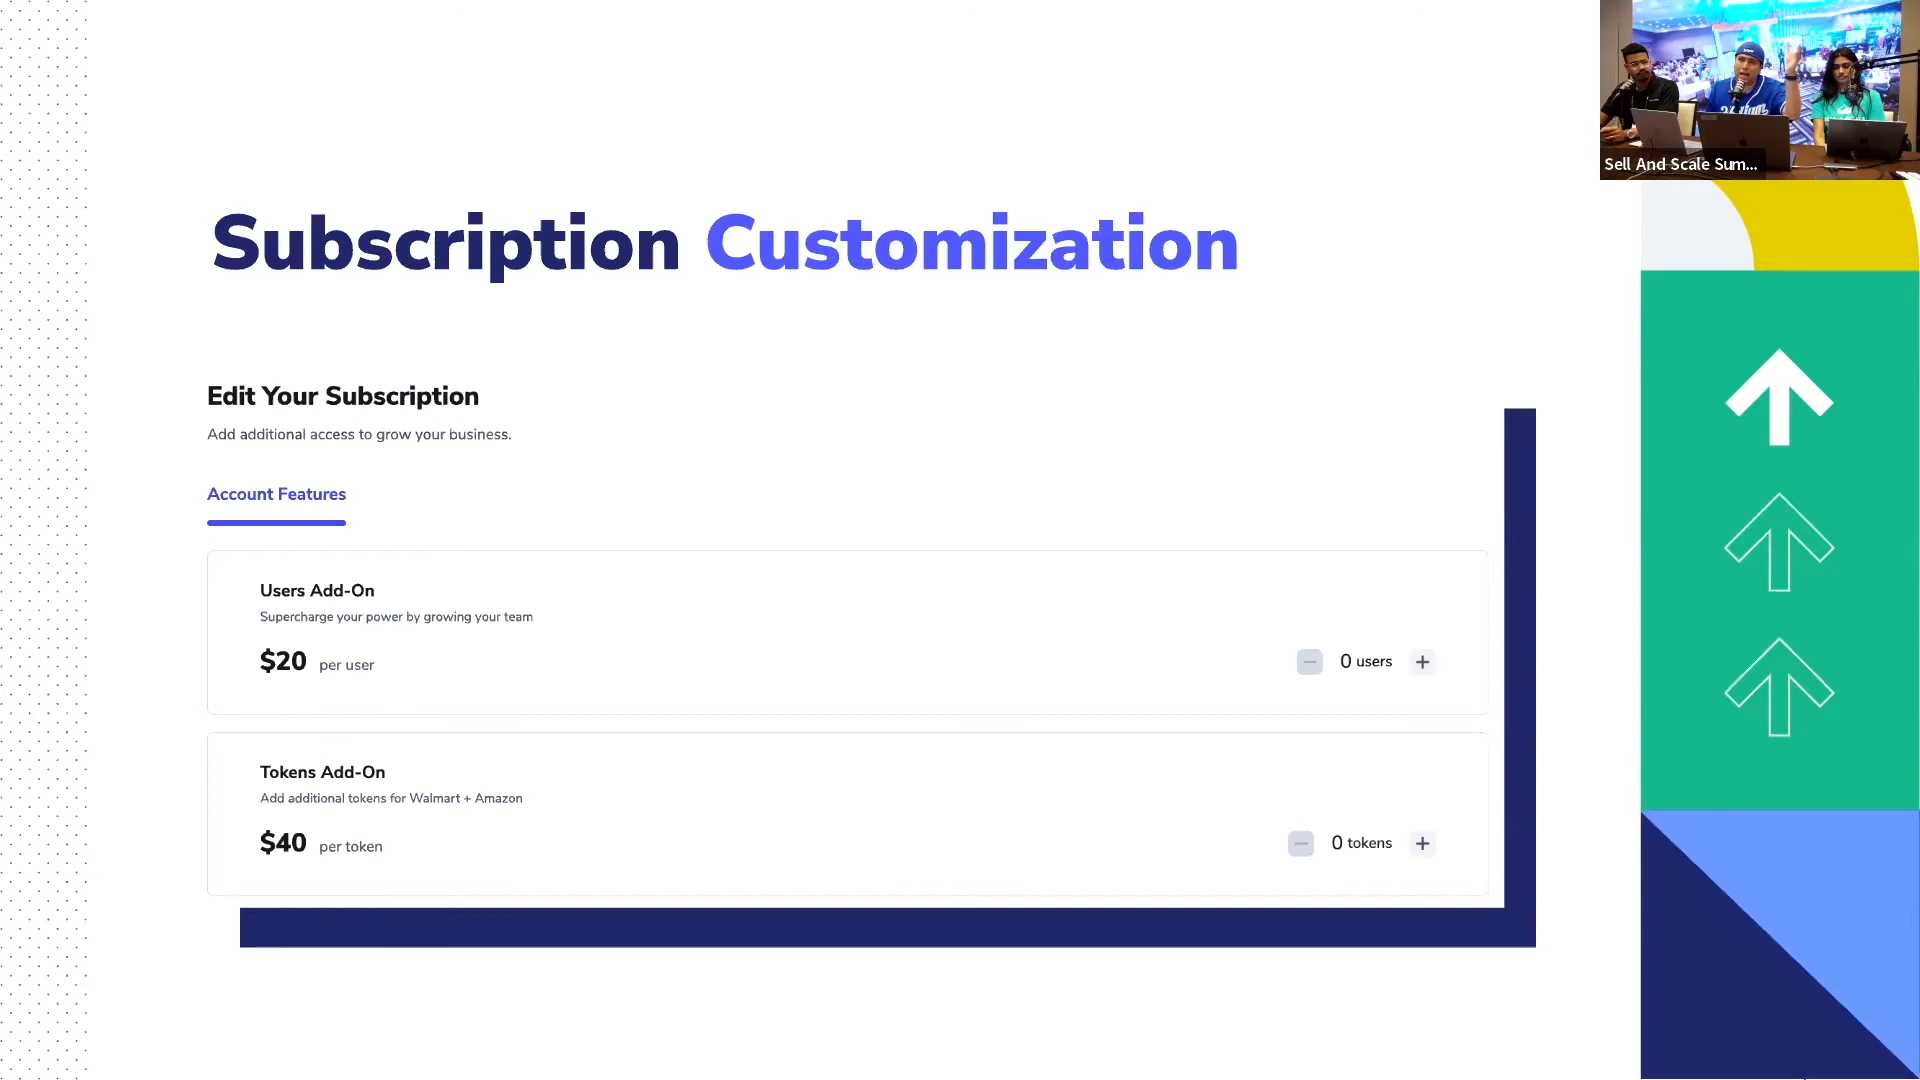 Sell And Scale Sum...
Subscription Customization
Edit Your Subscription
Add additional access to grow your business.
Account Features
Users Add-On
Supercharge your power by growing your team
$20 per user
0 users
Tokens Add-On
Add additional tokens for Walmart + Amazon
$40 per token
0 tokens